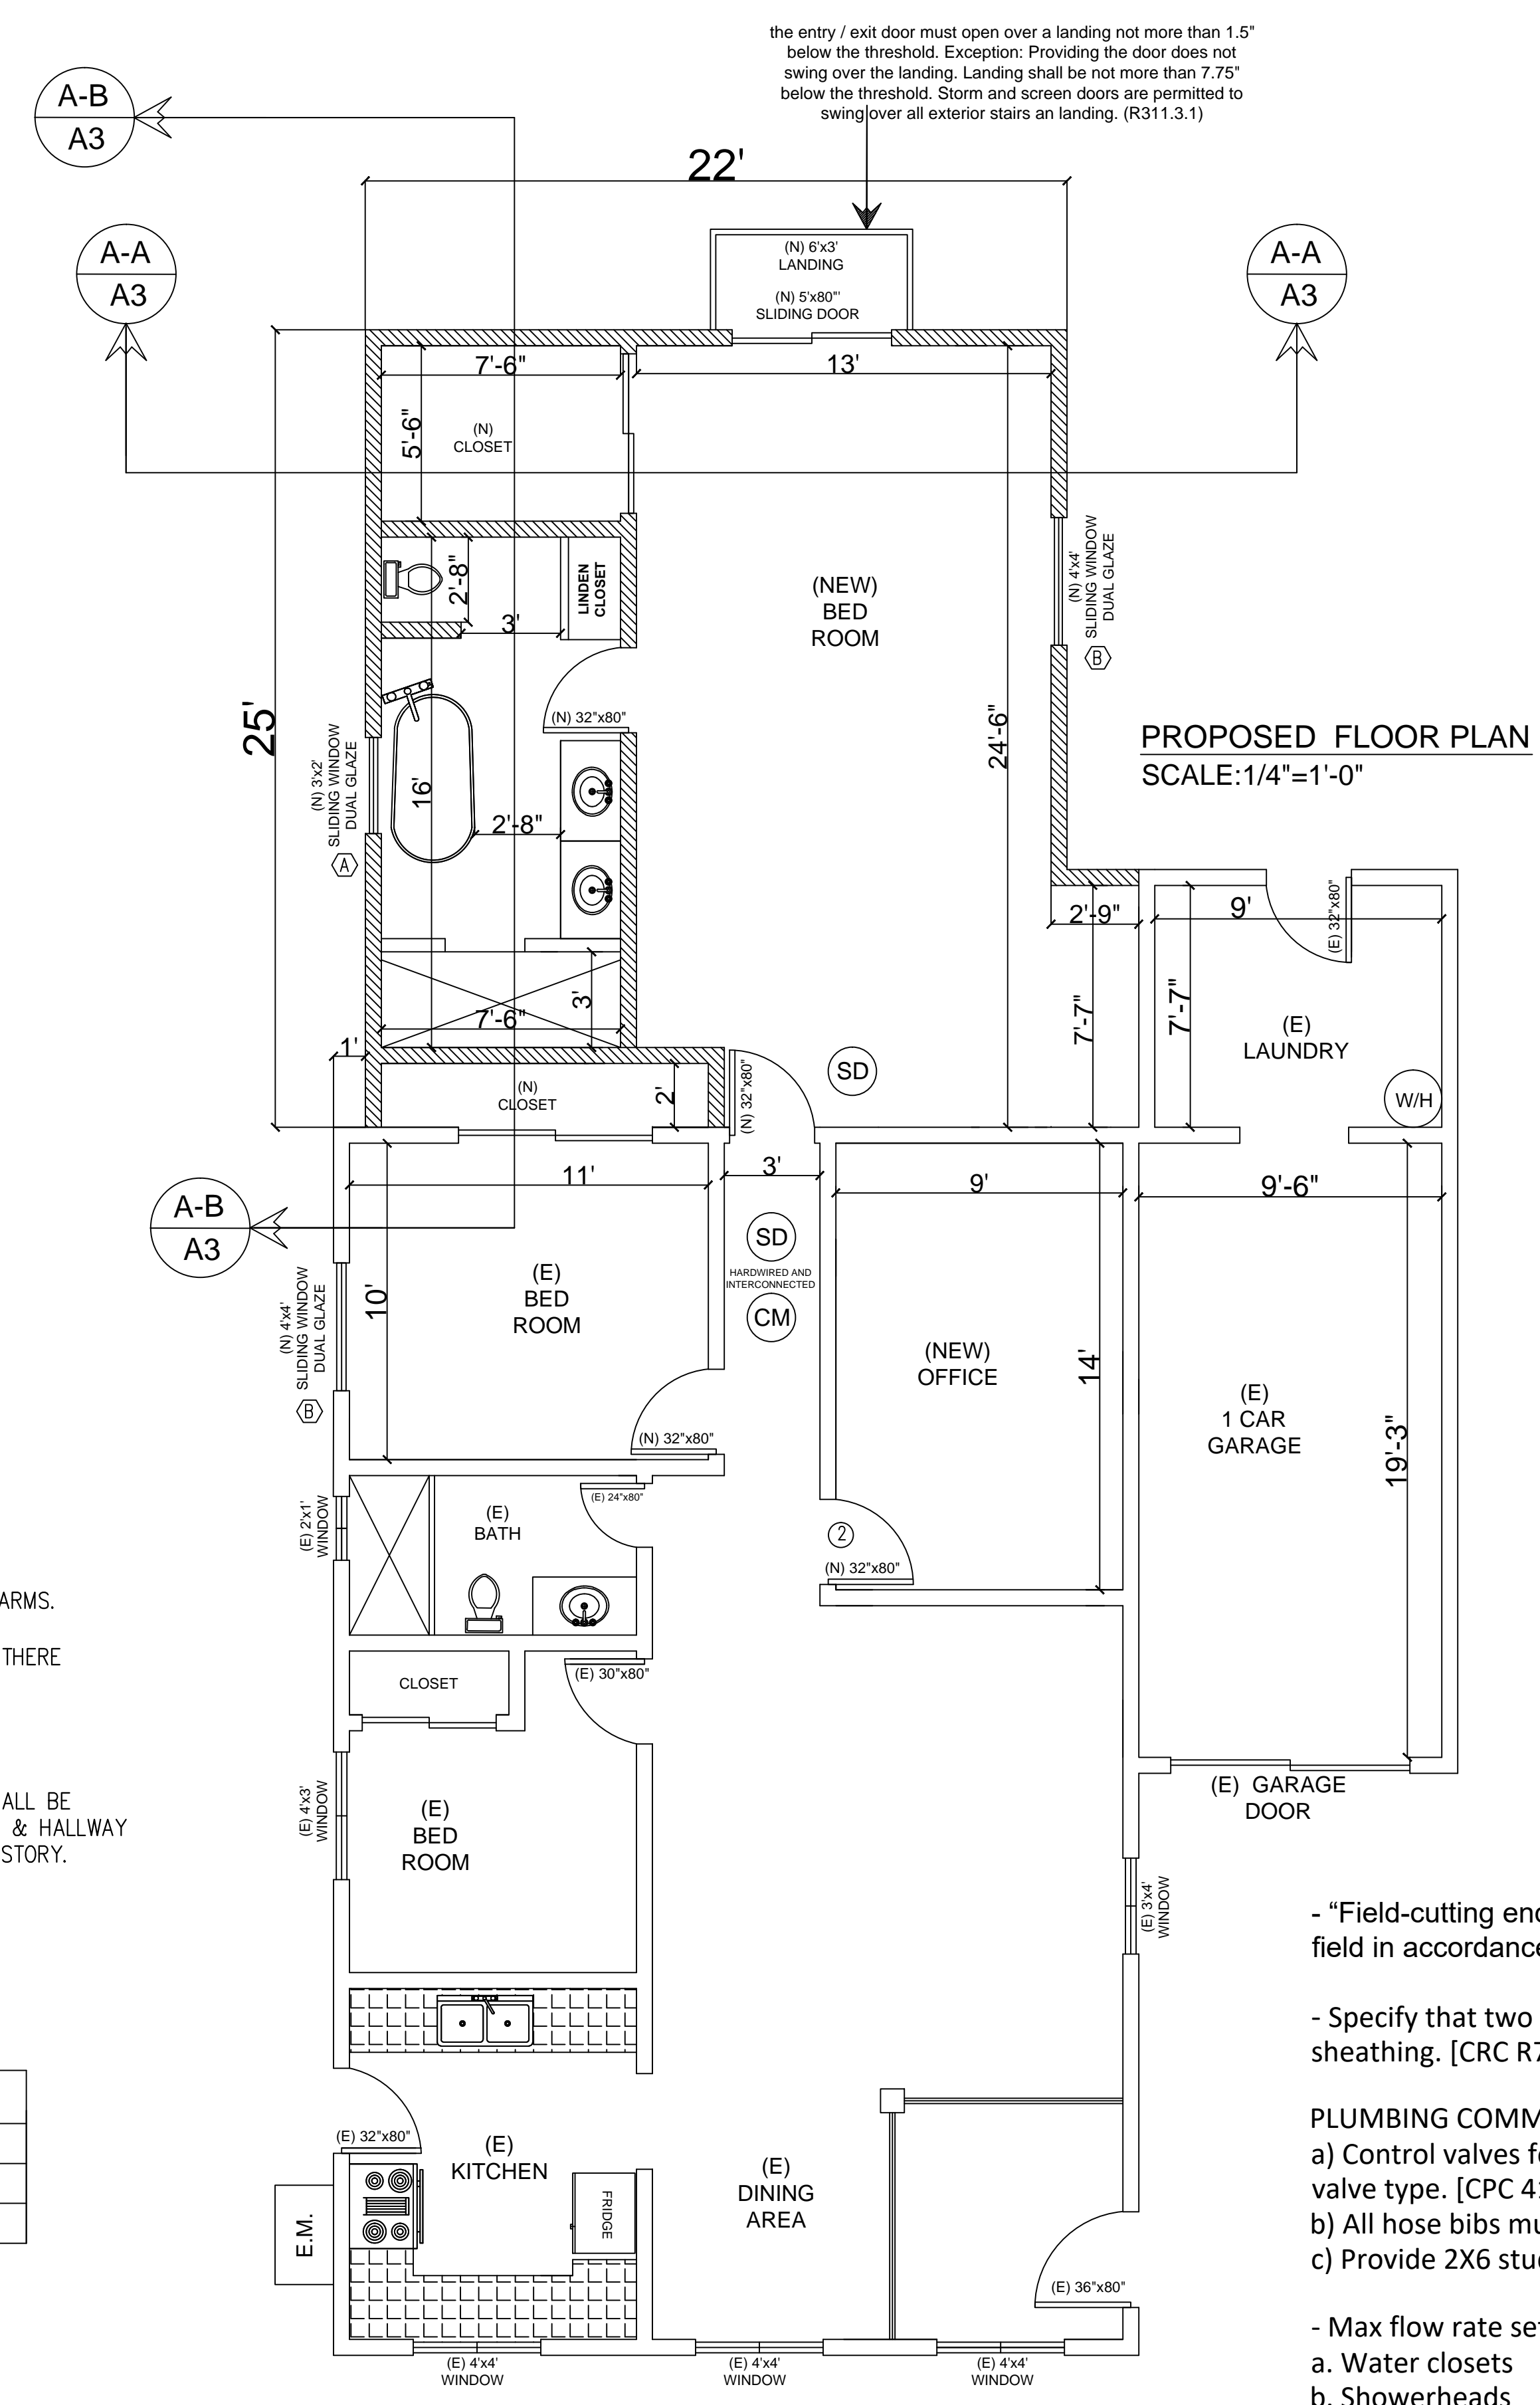 the entry / exit door must open over a landing not more than 1.5"
below the threshold. Exception: Providing the door does not
swing over the landing. Landing shall be not more than 7.75"
below the threshold. Storm and screen doors are permitted to
swing over all exterior stairs an landing. (R311.3.1)
A-B
A3
22'
A-A
A3
A-A
A3
(N) 6'x3'
LANDING
(N) 5'x80"'
SLIDING DOOR
7'-6"
13'
5'-6"
(N)
CLOSET
2'-8"
LINDEN
CLOSET
3'
(NEW)
BED
ROOM
(N) 4'x4'
SLIDING WINDOW
DUAL GLAZE
B
25'
(N) 32"x80"
24'-6"
PROPOSED FLOOR PLAN
SCALE:1/4"=1'-0"
(N) 3'x2'
SLIDING WINDOW
DUAL GLAZE
A
16'
2'-8"
2'-9"
9'
(E) 32"x80"
3'
7'-6"
7'-7"
7'-7"
(E)
LAUNDRY
1'
(N)
CLOSET
2'
(N) 32"x80"
SD
W/H
11'
3'
9'
9'-6"
A-B
A3
SD
HARDWIRED AND
INTERCONNECTED
CM
(N) 4'x4'
SLIDING WINDOW
DUAL GLAZE
B
10'
(E)
BED
ROOM
(NEW)
OFFICE
14'
(E)
1 CAR
GARAGE
19'-3"
(N) 32"x80"
(E) 24"x80"
(E) 2'x1'
WINDOW
(E)
BATH
2
(N) 32"x80"
ARMS.
THERE
CLOSET
(E) 30"x80"
ALL BE
& HALLWAY
STORY.
(E) 4'x3'
WINDOW
(E)
BED
ROOM
(E) GARAGE
DOOR
(E) 3'x4'
WINDOW
- “Field-cutting end
field in accordance
- Specify that two
sheathing. [CRC R7
PLUMBING COMM
a) Control valves fo
valve type. [CPC 41
b) All hose bibs mu
c) Provide 2X6 stud
- Max flow rate set
a. Water closets
b. Showerheads
(E) 32"x80"
(E)
KITCHEN
FRIDGE
E.M.
(E)
DINING
AREA
(E) 36"x80"
(E) 4'x4'
WINDOW
(E) 4'x4'
WINDOW
(E) 4'x4'
WINDOW